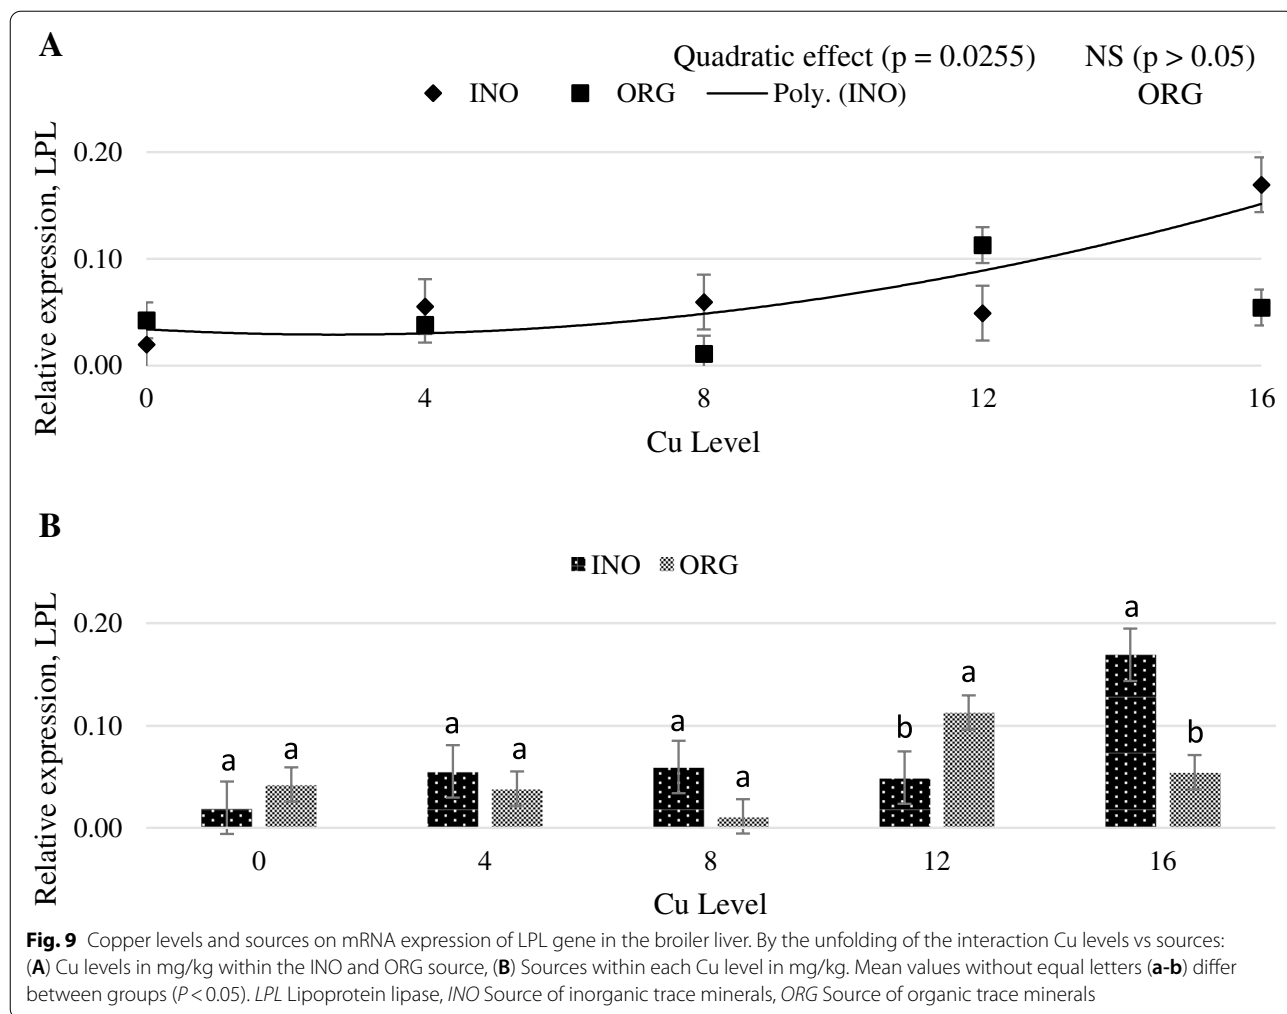 A
Quadratic effect (p = 0.0255) NS (p > 0.05)
INO ORG Poly. (INO) ORG
Relative expression, LPL
0.20
0.10
0.00
0 4 8 12 16
Cu Level
B
INO ORG
Relative expression, LPL
0.20
0.10
0.00
a a a a a a b a a b
0 4 8 12 16
Cu Level
Fig. 9 Copper levels and sources on mRNA expression of LPL gene in the broiler liver. By the unfolding of the interaction Cu levels vs sources:
(A) Cu levels in mg/kg within the INO and ORG source, (B) Sources within each Cu level in mg/kg. Mean values without equal letters (a-b) differ
between groups (P < 0.05). LPL Lipoprotein lipase, INO Source of inorganic trace minerals, ORG Source of organic trace minerals